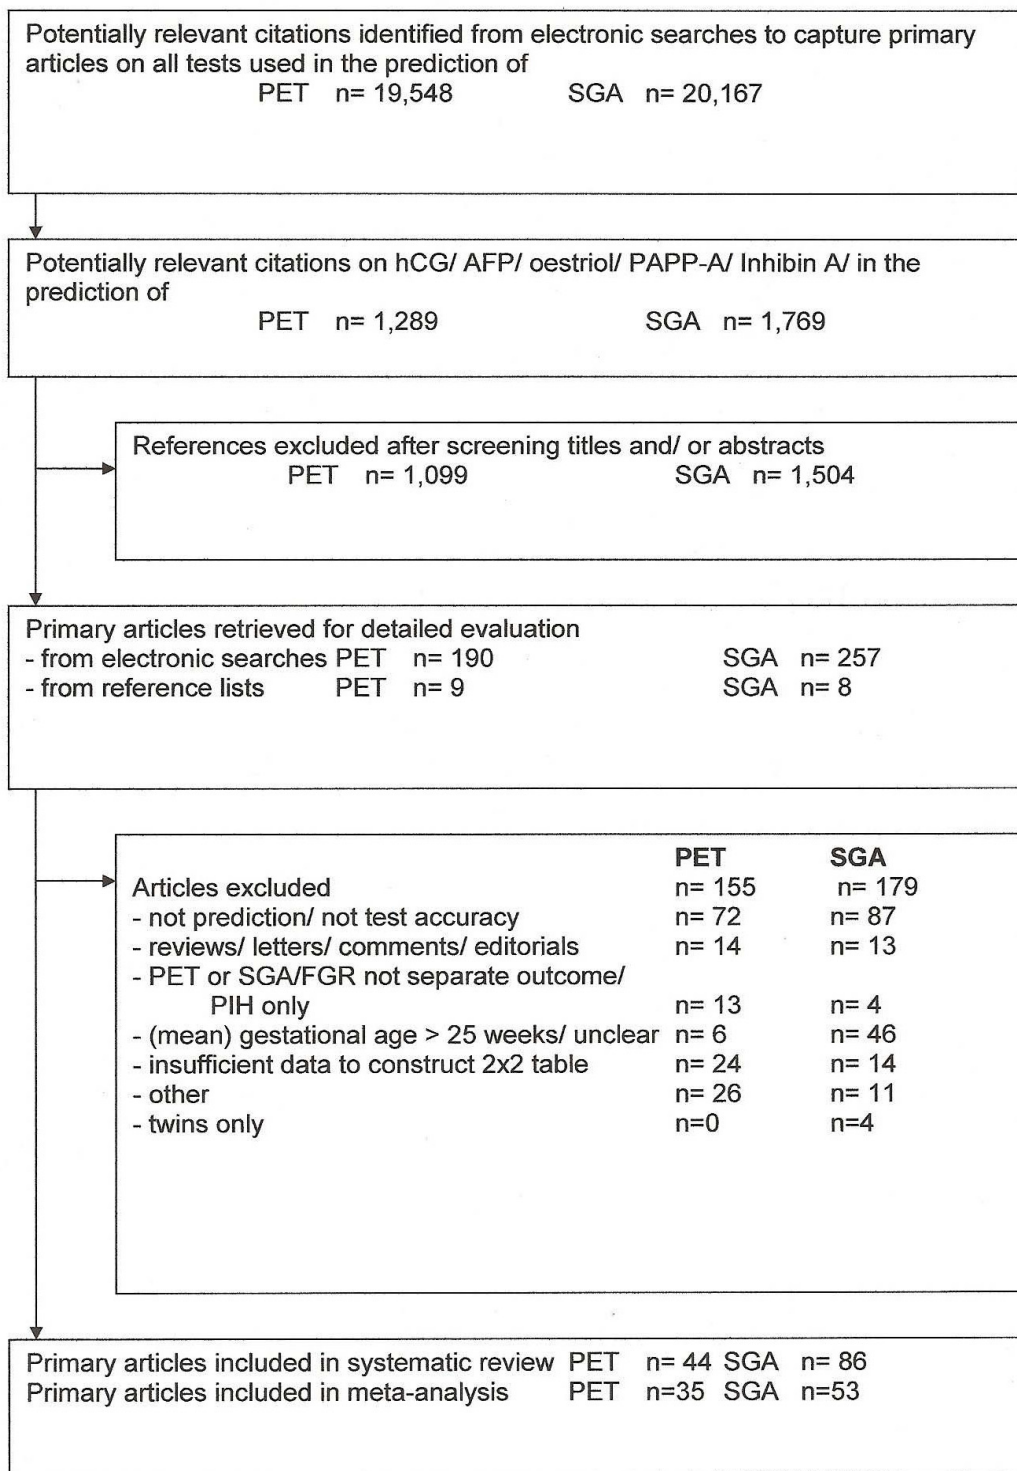 Potentially relevant citations identified from electronic searches to capture primary
articles on all tests used in the prediction of
PET n= 19,548 SGA n= 20,167
Potentially relevant citations on hCG/ AFP/ oestriol/ PAPP-A/ Inhibin A/ in the
prediction of
PET n= 1,289 SGA n= 1,769
References excluded after screening titles and/ or abstracts
PET n= 1,099 SGA n= 1,504
Primary articles retrieved for detailed evaluation
- from electronic searches PET n= 190 SGA n= 257
- from reference lists PET n= 9 SGA n= 8
PET SGA
Articles excluded n= 155 n= 179
- not prediction/ not test accuracy n= 72 n= 87
- reviews/ letters/ comments/ editorials n= 14 n= 13
- PET or SGA/FGR not separate outcome/
PIH only n= 13 n= 4
- (mean) gestational age > 25 weeks/ unclear n= 6 n= 46
- insufficient data to construct 2x2 table n= 24 n= 14
- other n= 26 n= 11
- twins only n=0 n=4
Primary articles included in systematic review PET n= 44 SGA n= 86
Primary articles included in meta-analysis PET n=35 SGA n=53